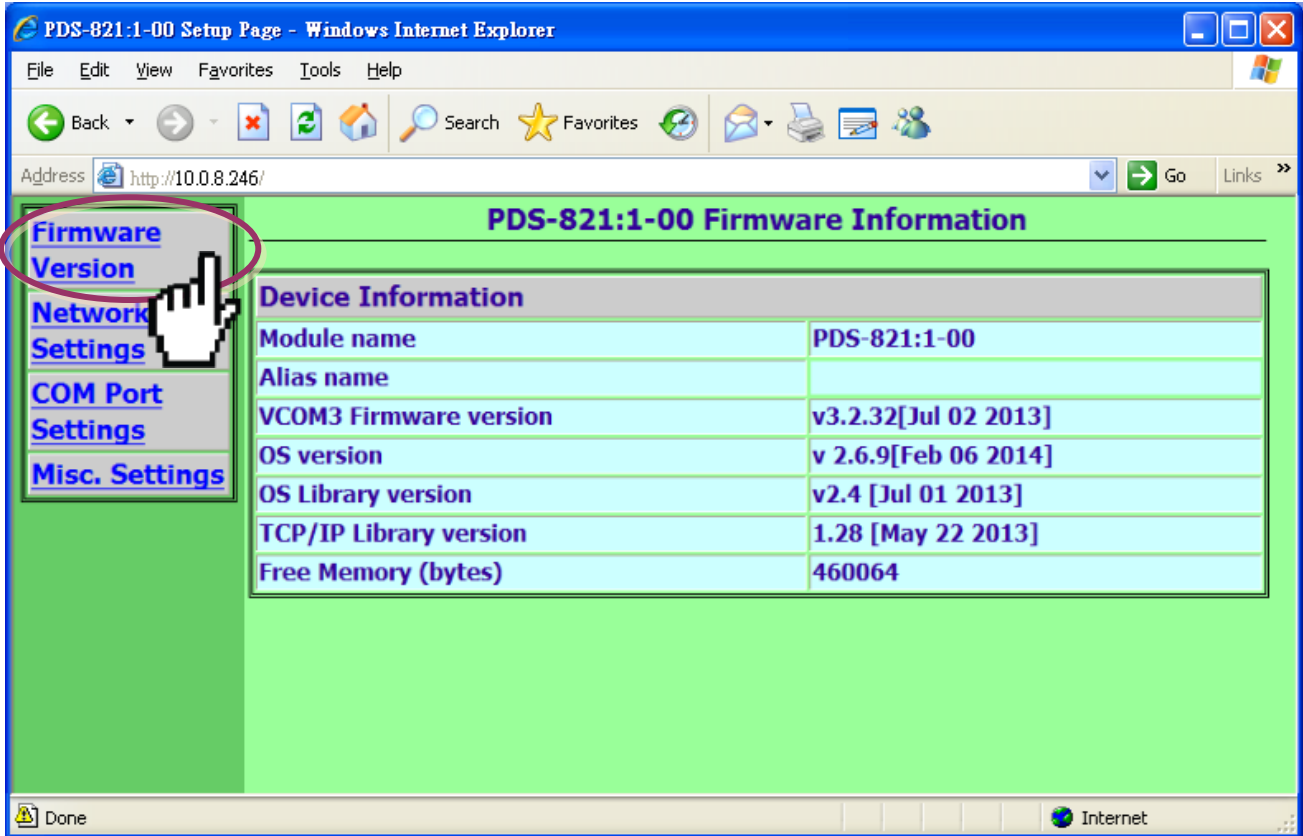 PDS-821:1-00 Setup Page - Windows Internet Explorer
File Edit View Favorites Tools Help
Back Search Favorites
Address http://10.0.8.246/ Go Links »
Firmware
Version
Network
Settings
COM Port
Settings
Misc. Settings
PDS-821:1-00 Firmware Information
Device Information
Module name PDS-821:1-00
Alias name
VCOM3 Firmware version v3.2.32[Jul 02 2013]
OS version v 2.6.9[Feb 06 2014]
OS Library version v2.4 [Jul 01 2013]
TCP/IP Library version 1.28 [May 22 2013]
Free Memory (bytes) 460064
Done Internet